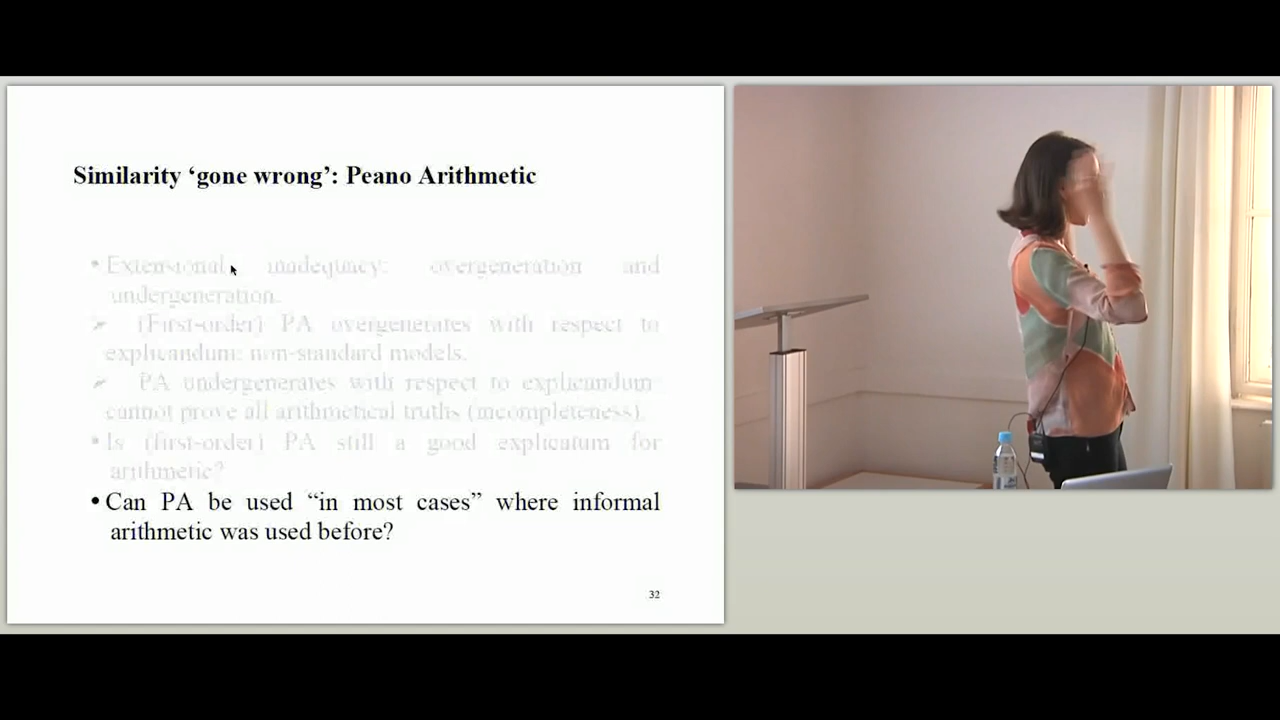 Similarity ‘gone wrong’: Peano Arithmetic
• Extensional inadequacy: overgeneration and
undergeneration.
➢ (First-order) PA overgenerates with respect to
explicandum: non-standard models.
➢ PA undergenerates with respect to explicandum:
cannot prove all arithmetical truths (incompleteness).
• Is (first-order) PA still a good explicatum for
arithmetic?
• Can PA be used “in most cases” where informal
arithmetic was used before?
32